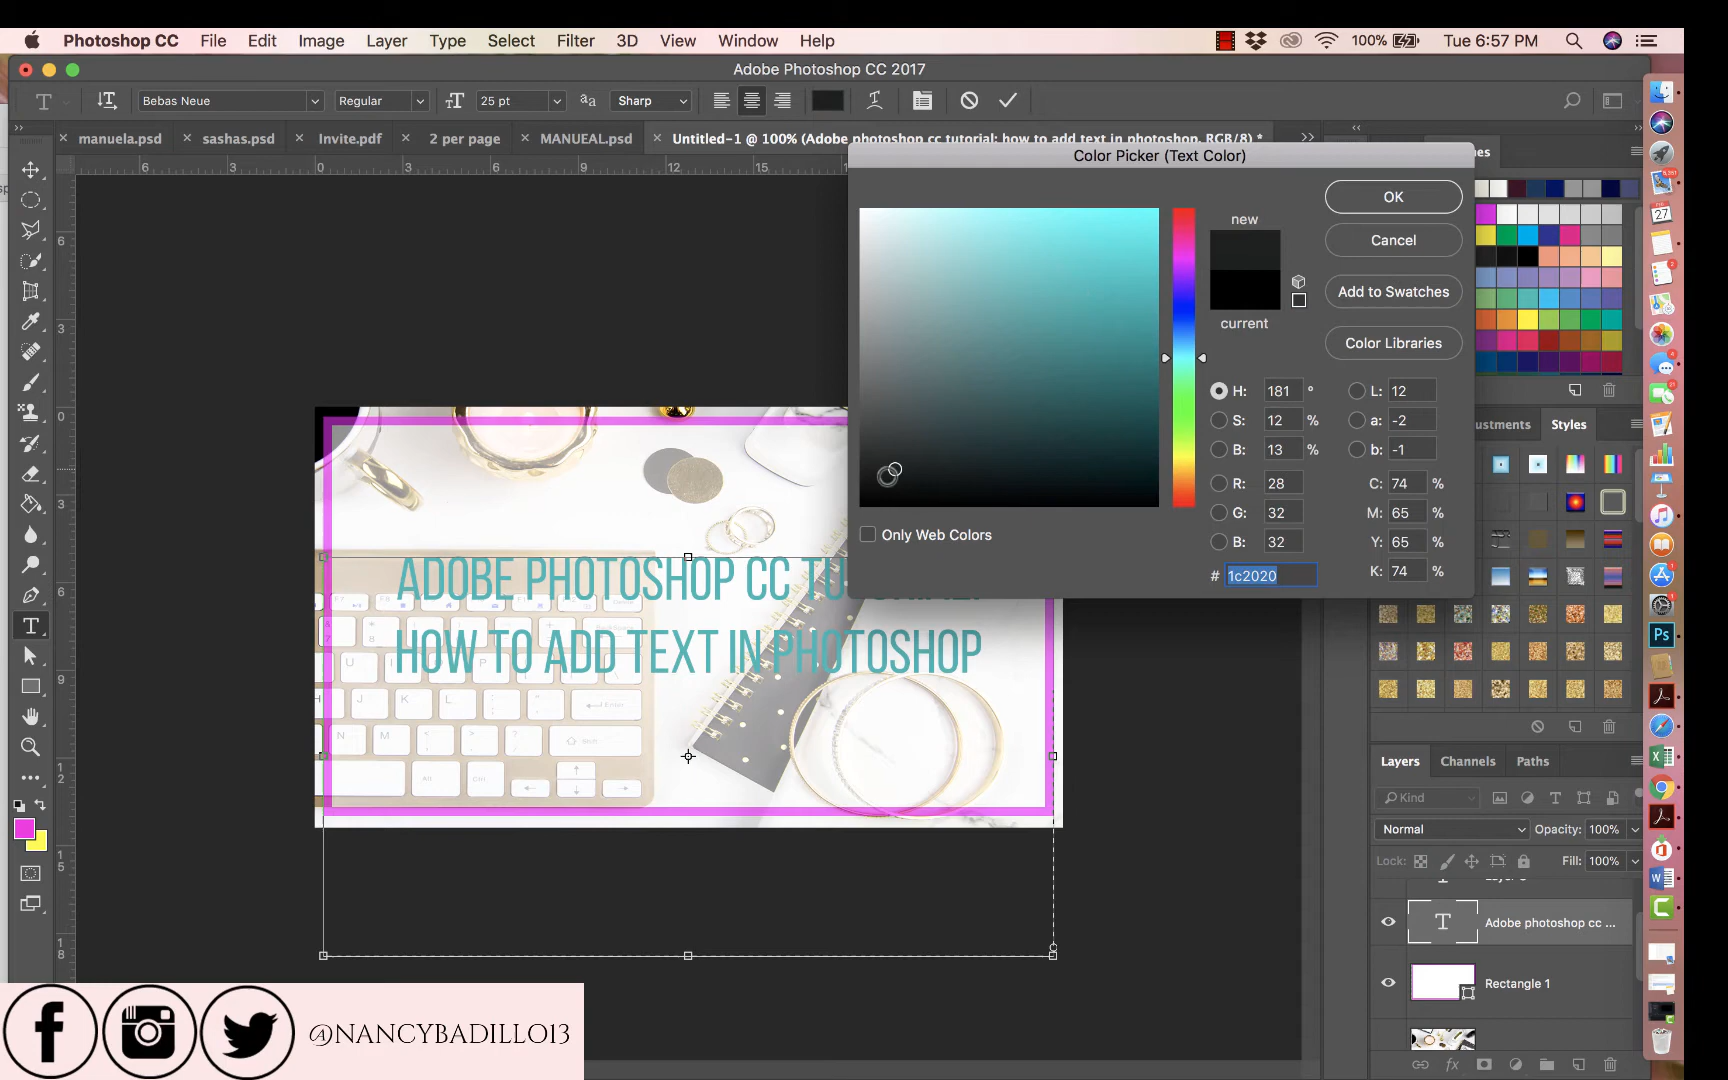 Photoshop CC File Edit Image Layer Type Select Filter 3D View Window Help 100% Tue 6:57 PM
Adobe Photoshop CC 2017
Bebas Neue Regular 25 pt Sharp
manuela.psd sashas.psd Invite.pdf 2 per page MANUEAL.psd Untitled-1 @ 100% (Adobe photoshop cc tutorial: how to add text in photoshop, RGB/8) *
Color Picker (Text Color)
new
current
OK
Cancel
Add to Swatches
Color Libraries
H: 181 °
S: 12 %
B: 13 %
R: 28
G: 32
B: 32
# 1c2020
L: 12
a: -2
b: -1
C: 74 %
M: 65 %
Y: 65 %
K: 74 %
Only Web Colors
ADOBE PHOTOSHOP CC
HOW TO ADD TEXT IN PHOTOSHOP
Styles
Layers Channels Paths
Kind
Normal Opacity: 100%
Lock: Fill: 100%
Adobe photoshop cc ...
Rectangle 1
@NANCYBADILLO13